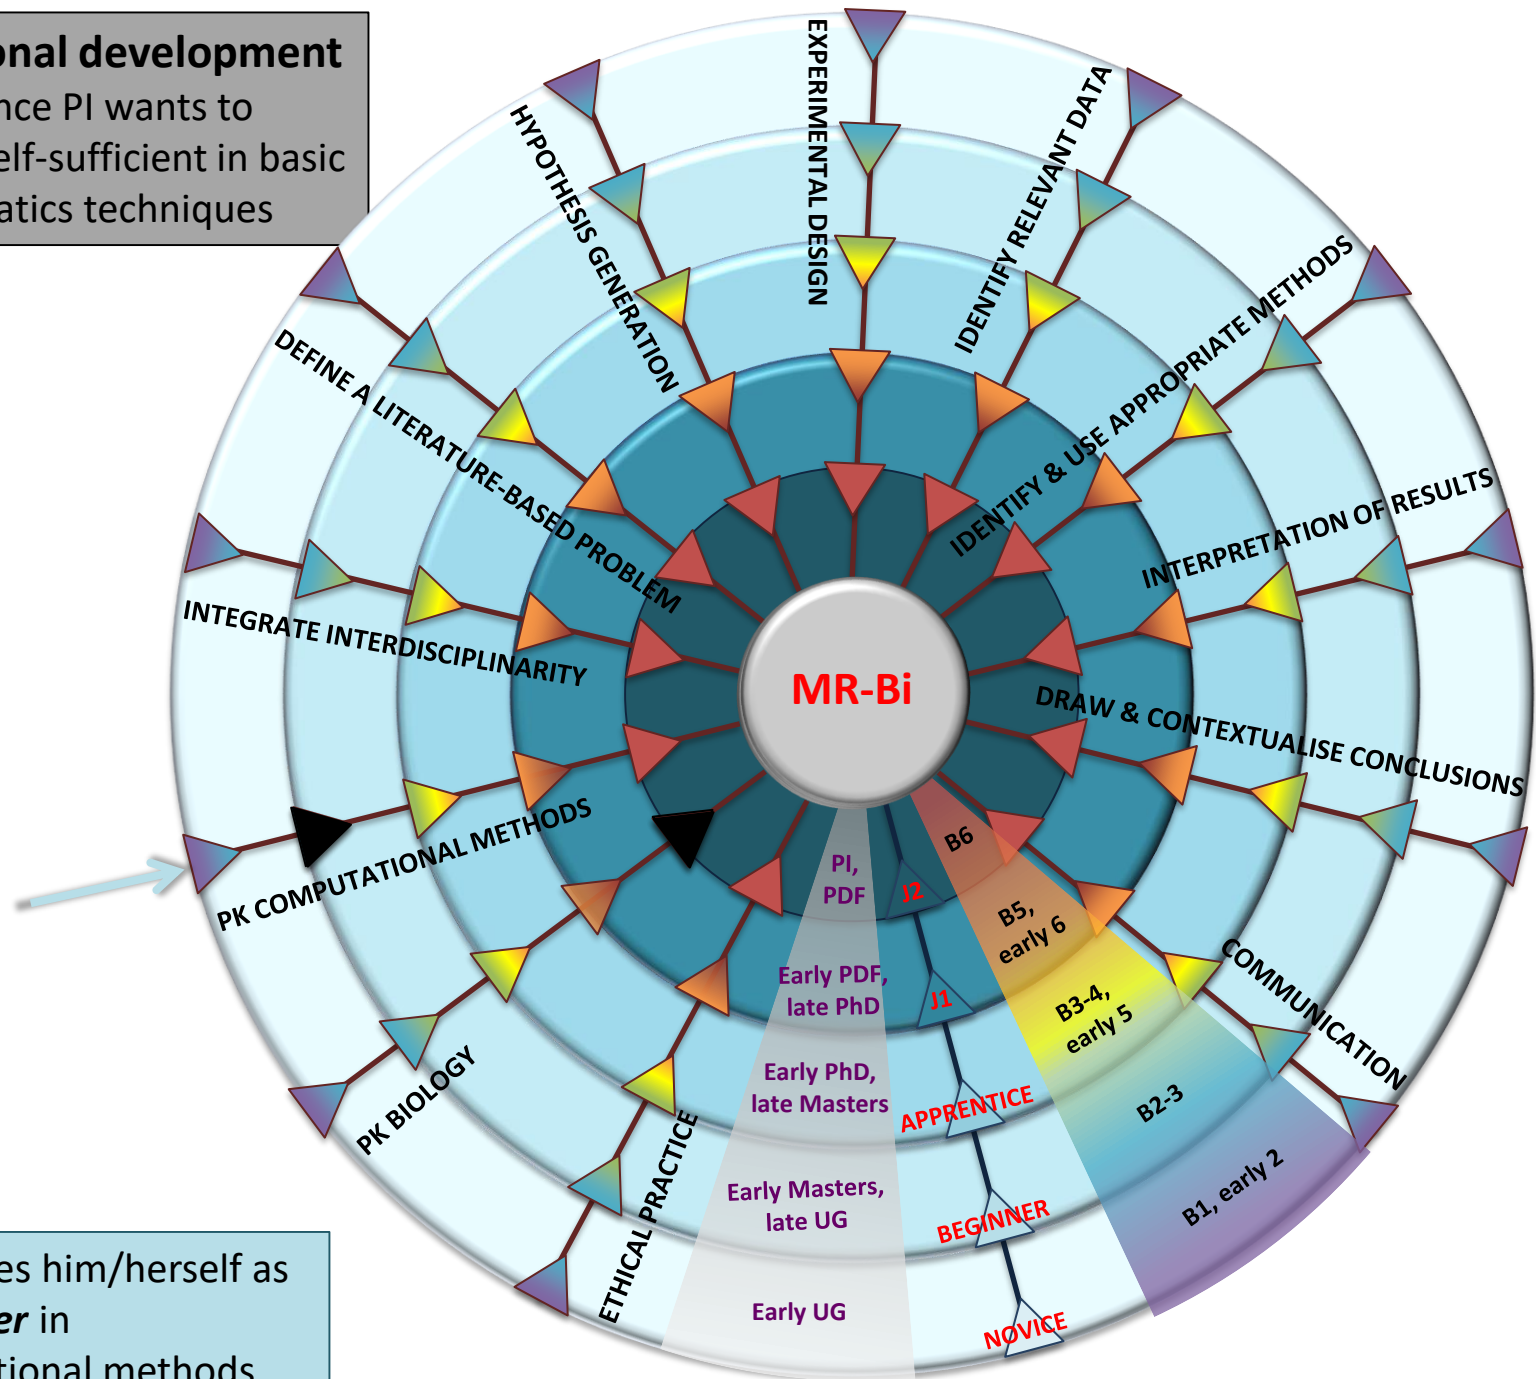 onal development
nce PI wants to
elf-sufficient in basic
atics techniques
EXPERIMENTAL DESIGN
IDENTIFY RELEVANT DATA
HYPOTHESIS GENERATION
IDENTIFY & USE APPROPRIATE METHODS
DEFINE A LITERATURE-BASED PROBLEM
INTERPRETATION OF RESULTS
INTEGRATE INTERDISCIPLINARITY
MR-Bi
DRAW & CONTEXTUALISE CONCLUSIONS
PK COMPUTATIONAL METHODS
COMMUNICATION
PK BIOLOGY
ETHICAL PRACTICE
PI,
PDF
Early PDF,
late PhD
Early PhD,
late Masters
Early Masters,
late UG
Early UG
J2
J1
APPRENTICE
BEGINNER
NOVICE
B6
B5,
early 6
B3-4,
early 5
B2-3
B1, early 2
es him/herself as
er in
tional methods